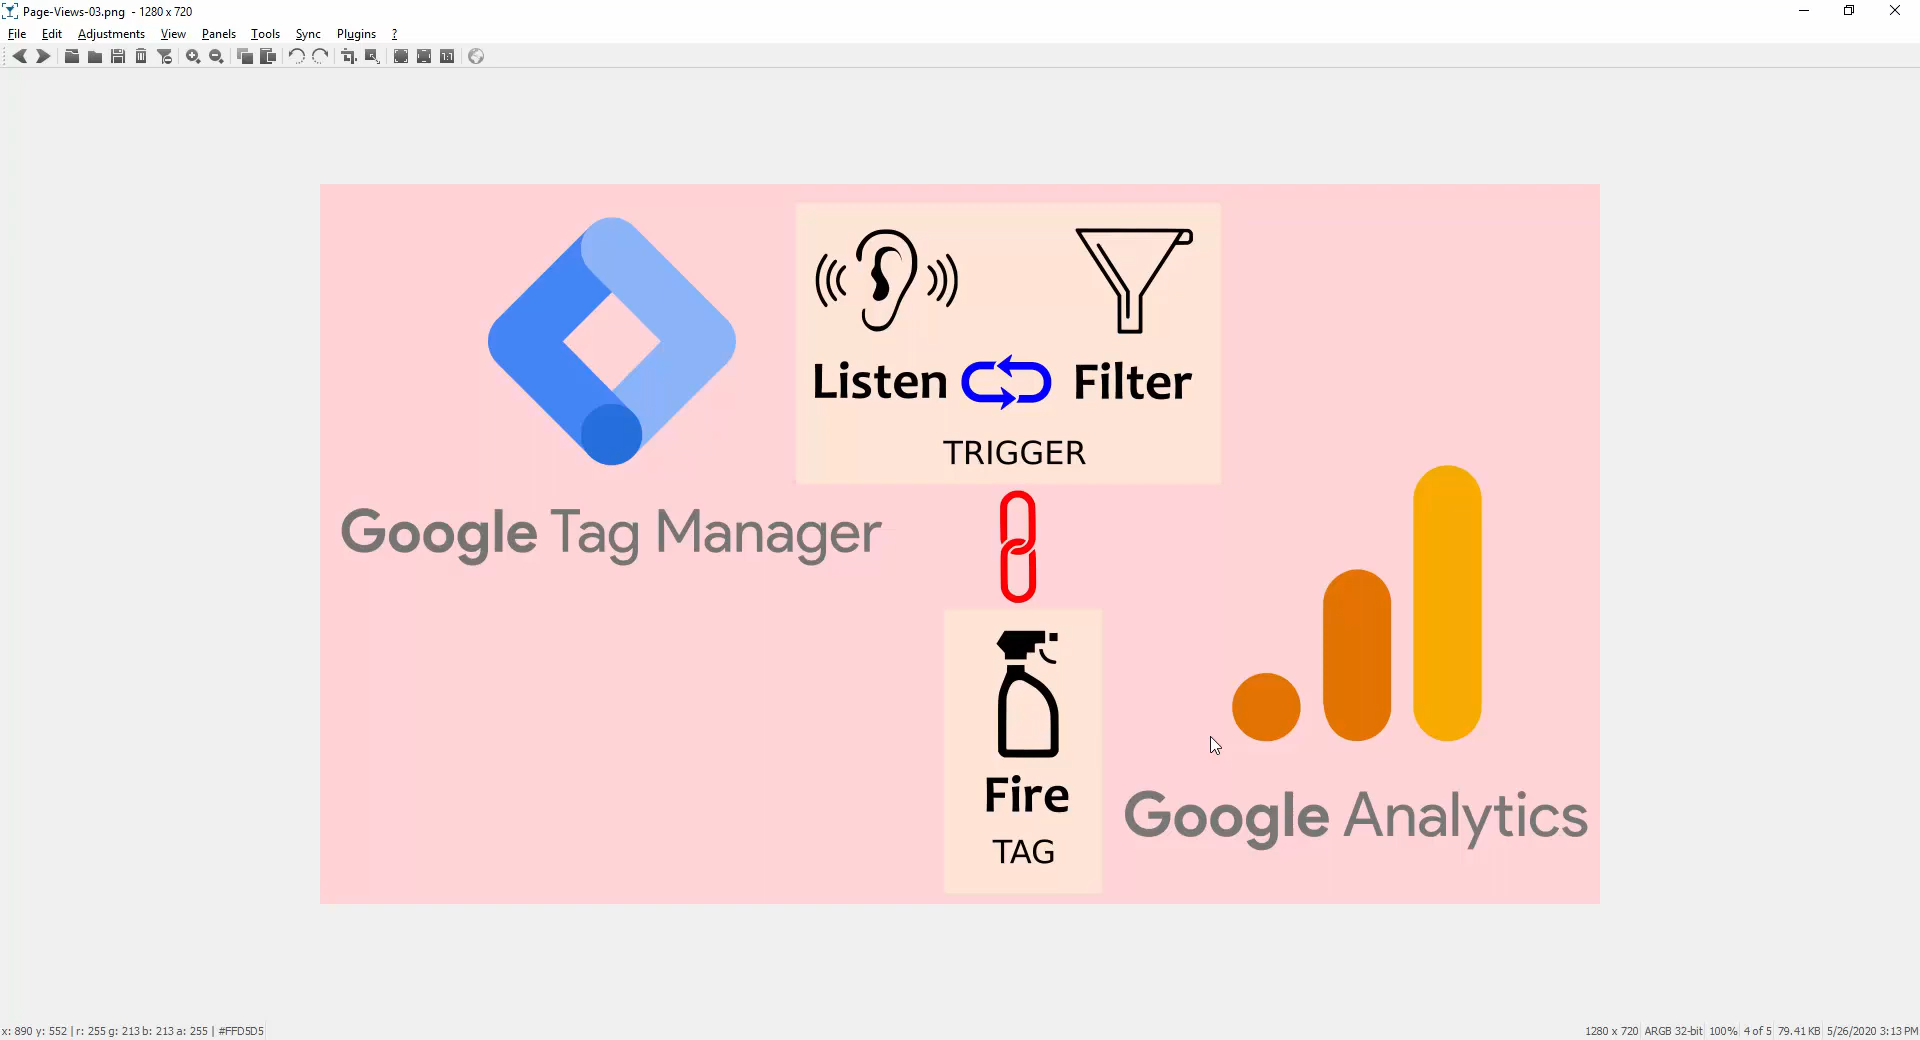 Page-Views-03.png - 1280 x 720
File Edit Adjustments View Panels Tools Sync Plugins ?
1:1
Listen Filter
TRIGGER
Google Tag Manager
Fire
TAG
Google Analytics
x: 890 y: 552 | r: 255 g: 213 b: 213 a: 255 | #FFD5D5
1280 x 720 ARGB 32-bit 100% 4 of 5 79.41 KB 5/26/2020 3:13 PM